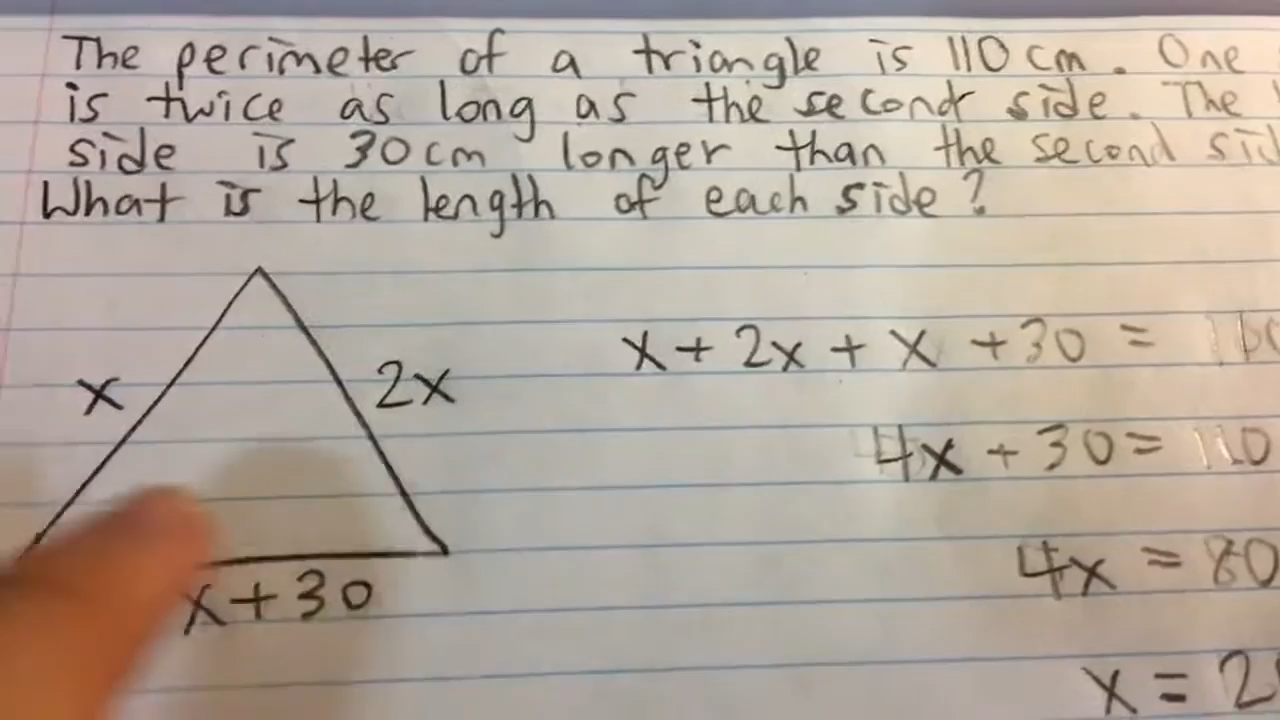 The perimeter of a triangle is 110 cm. One
is twice as long as the second side. The
side is 30 cm longer than the second
What is the length of each side?
x + 2x + x + 30 =
x
2x
4x + 30 = 110
4x = 80
x + 30
x =